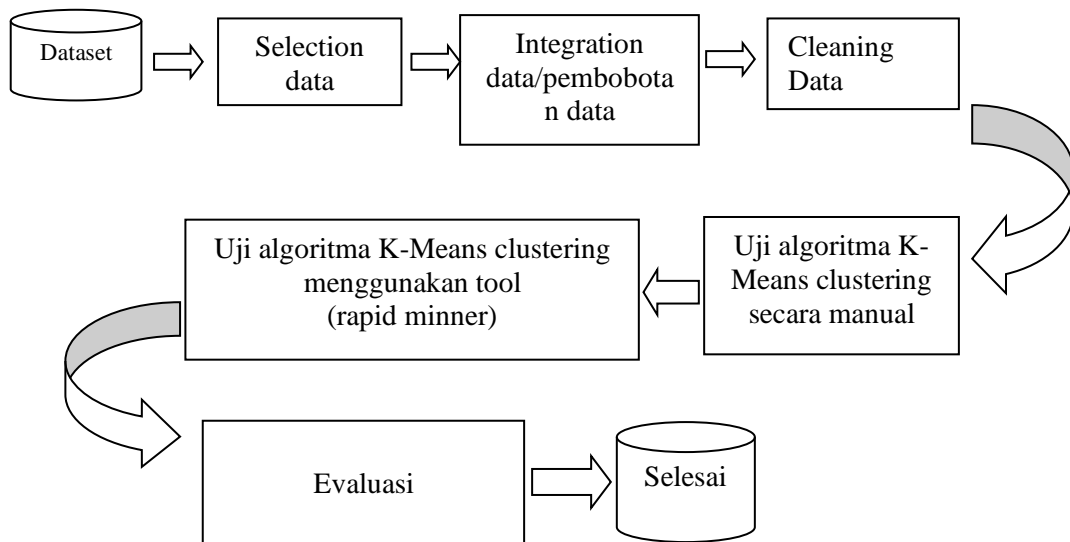 Dataset
Selection
data
Integration
data/pembobota
n data
Cleaning
Data
Uji algoritma K-
Means clustering
secara manual
Uji algoritma K-Means clustering
menggunakan tool
(rapid minner)
Evaluasi
Selesai